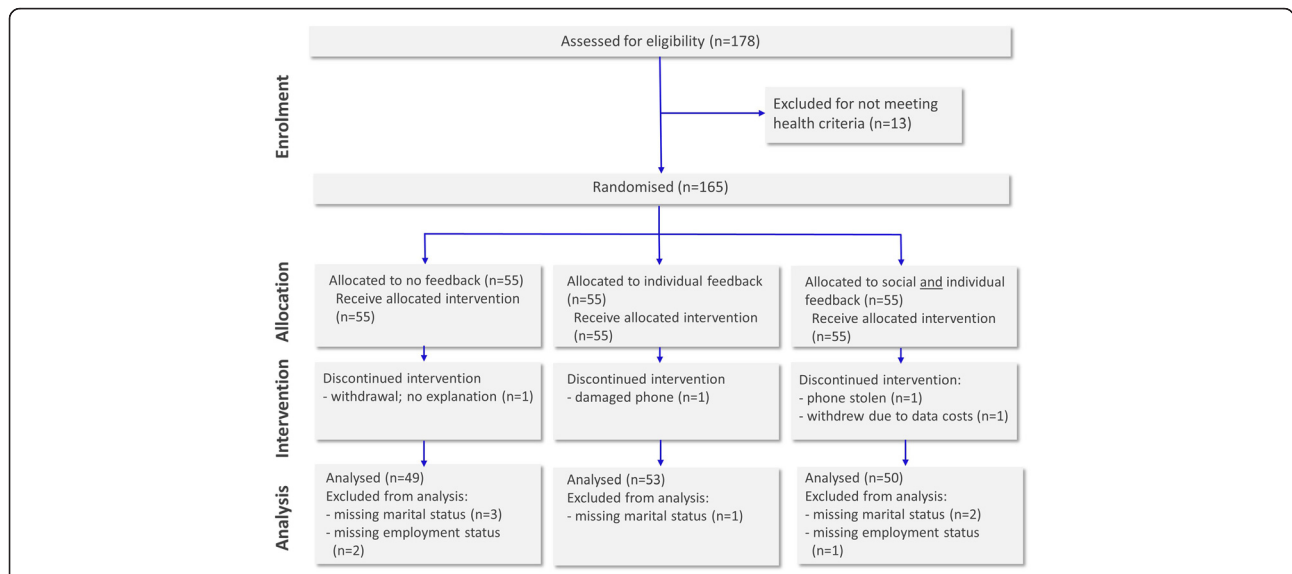 Assessed for eligibility (n=178)
Enrolment
Excluded for not meeting
health criteria (n=13)
Randomised (n=165)
Allocation
Allocated to no feedback (n=55)
Receive allocated intervention
(n=55)
Allocated to individual feedback
(n=55)
Receive allocated intervention
(n=55)
Allocated to social and individual
feedback (n=55)
Receive allocated intervention
(n=55)
Intervention
Discontinued intervention
- withdrawal; no explanation (n=1)
Discontinued intervention
- damaged phone (n=1)
Discontinued intervention:
- phone stolen (n=1)
- withdrew due to data costs (n=1)
Analysis
Analysed (n=49)
Excluded from analysis:
- missing marital status (n=3)
- missing employment status
(n=2)
Analysed (n=53)
Excluded from analysis:
- missing marital status (n=1)
Analysed (n=50)
Excluded from analysis:
- missing marital status (n=2)
- missing employment status
(n=1)